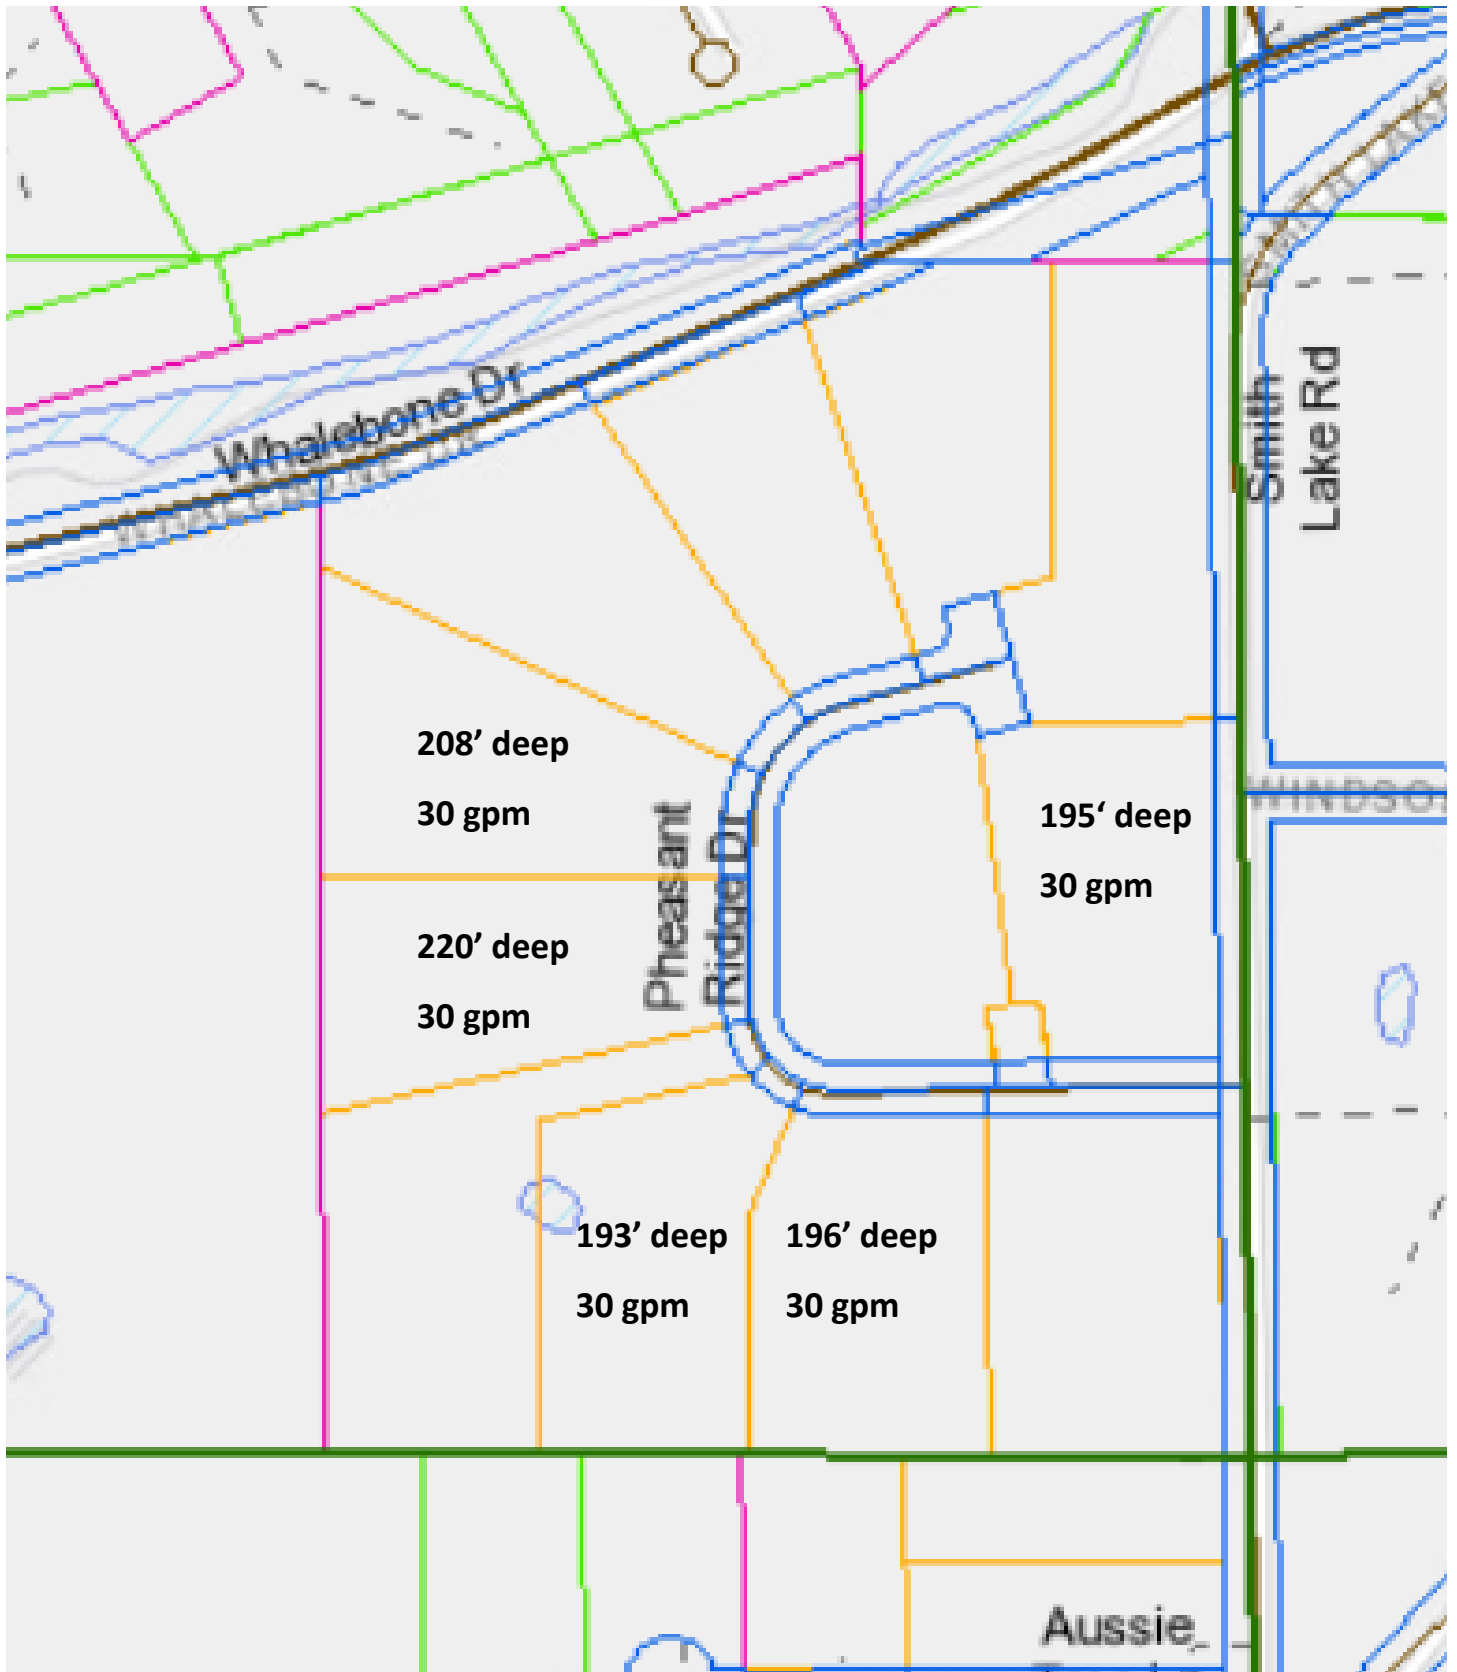 Whalebone Dr
Smith
Lake Rd
208’ deep
30 gpm
Pheasant
Ridge Dr
195‘ deep
30 gpm
220’ deep
30 gpm
193’ deep
30 gpm
196’ deep
30 gpm
Aussie